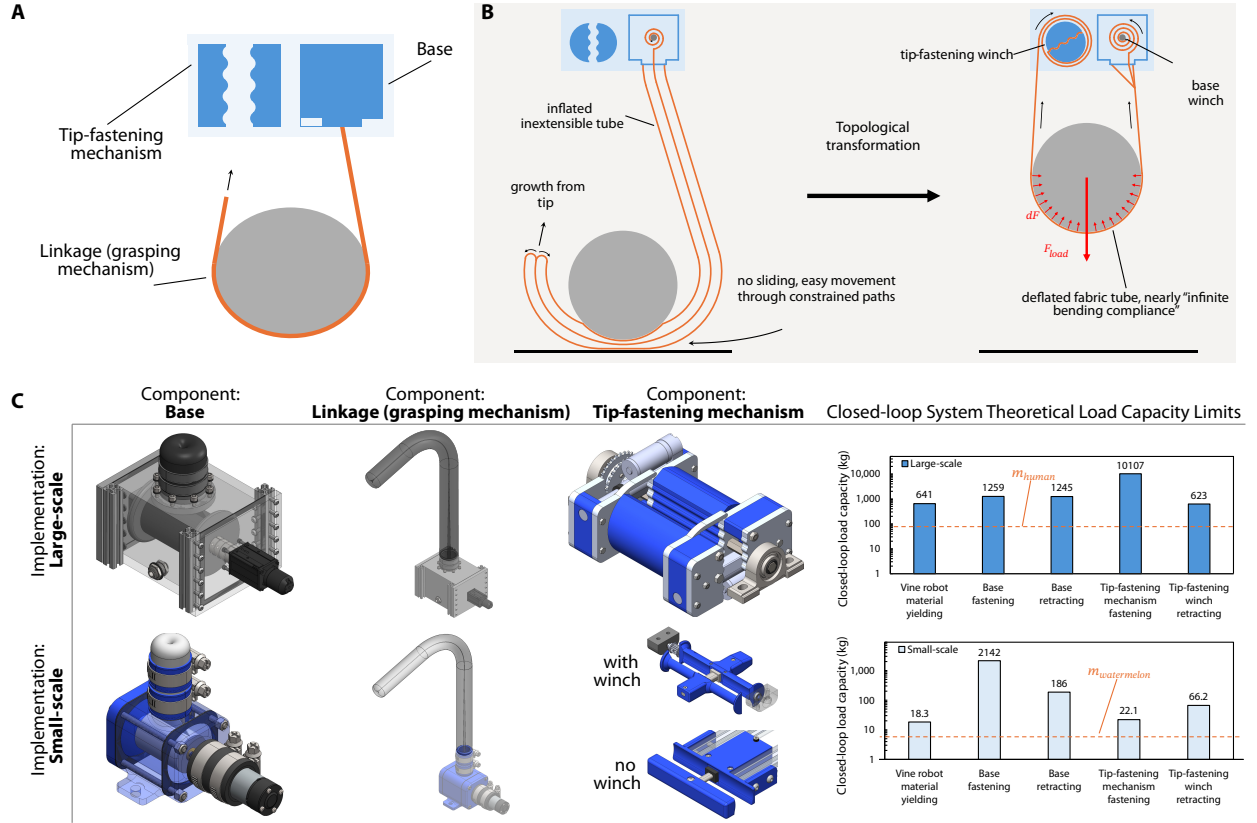 A
Base
Tip-fastening
mechanism
Linkage (grasping
mechanism)
B
inflated
inextensible tube
growth from
tip
no sliding, easy movement
through constrained paths
Topological
transformation
tip-fastening winch
base
winch
dF
F_load
deflated fabric tube, nearly “infinite
bending compliance”
C
Component:
Base
Component:
Linkage (grasping mechanism)
Component:
Tip-fastening mechanism
Closed-loop System Theoretical Load Capacity Limits
Implementation:
Large-scale
Closed-loop load capacity (kg)
Large-scale
m_human
10,000
1,000
100
10
1
641
1259
1245
10107
623
Vine robot
material
yielding
Base
fastening
Base
retracting
Tip-fastening
mechanism
fastening
Tip-fastening
winch
retracting
Implementation:
Small-scale
with
winch
no
winch
Closed-loop load capacity (kg)
Small-scale
m_watermelon
1,000
100
10
1
18.3
2142
186
22.1
66.2
Vine robot
material
yielding
Base
fastening
Base
retracting
Tip-fastening
mechanism
fastening
Tip-fastening
winch
retracting